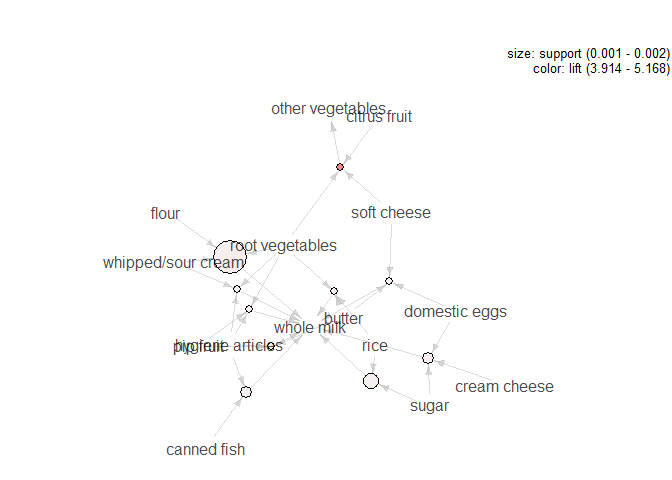 size: support (0.001 - 0.002)
color: lift (3.914 - 5.168)
other vegetables
citrus fruit
flour
soft cheese
root vegetables
whipped/sour cream
domestic eggs
butter
whole milk
hygiene articles
pip fruit
rice
cream cheese
sugar
canned fish